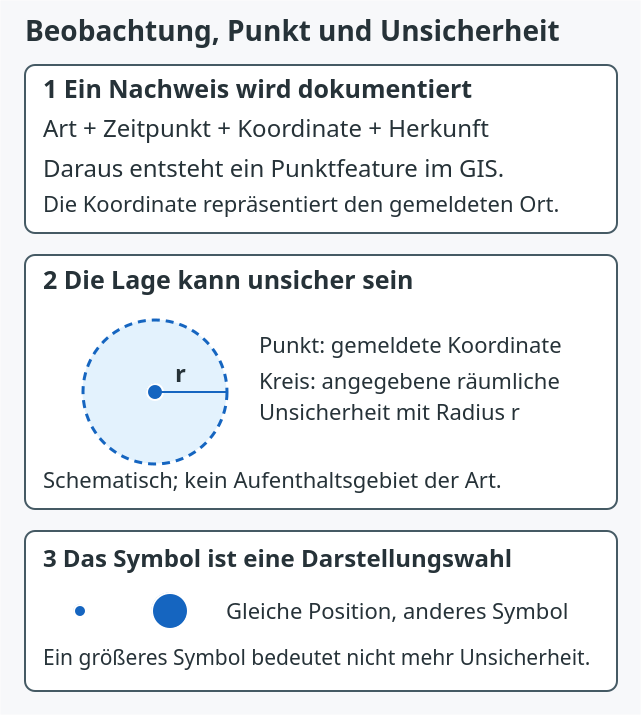 Beobachtung, Punkt und Unsicherheit
1 Ein Nachweis wird dokumentiert
Art + Zeitpunkt + Koordinate + Herkunft
Daraus entsteht ein Punktfeature im GIS.
Die Koordinate repräsentiert den gemeldeten Ort.
2 Die Lage kann unsicher sein
r
Punkt: gemeldete Koordinate
Kreis: angegebene räumliche
Unsicherheit mit Radius r
Schematisch; kein Aufenthaltsgebiet der Art.
3 Das Symbol ist eine Darstellungswahl
Gleiche Position, anderes Symbol
Ein größeres Symbol bedeutet nicht mehr Unsicherheit.